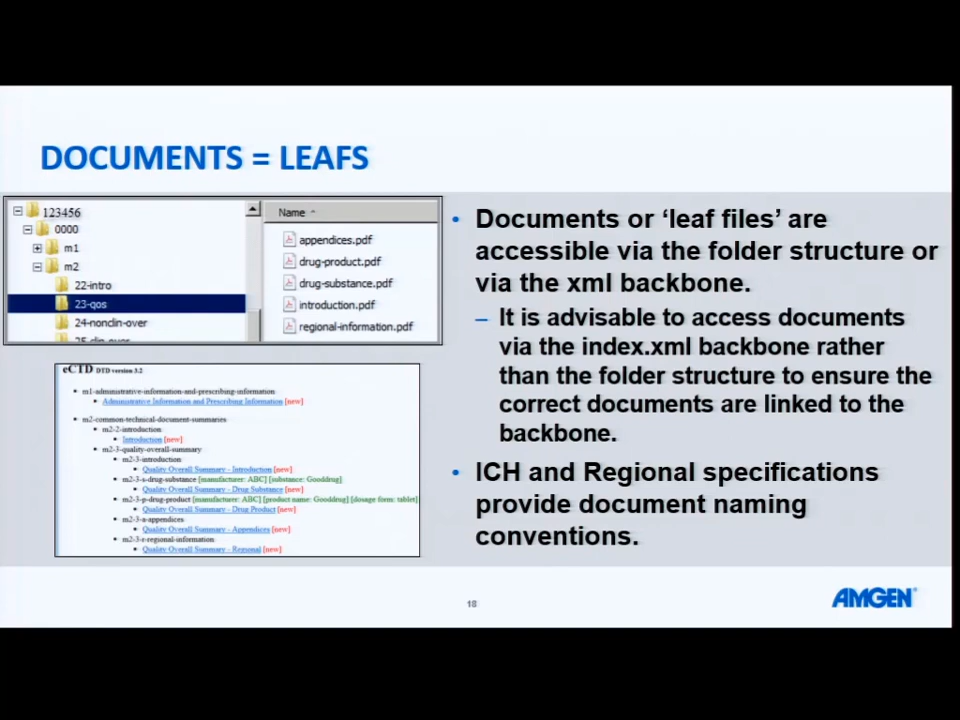 DOCUMENTS = LEAFS
123456
0000
m1
m2
22-intro
23-qos
24-nonclin-over
25-clin-over
Name
appendices.pdf
drug-product.pdf
drug-substance.pdf
introduction.pdf
regional-information.pdf
eCTD DTD version 3.2
m1-administrative-information-and-prescribing-information
Administrative Information and Prescribing Information [new]
m2-common-technical-document-summaries
m2-2-introduction
Introduction [new]
m2-3-quality-overall-summary
m2-3-introduction
Quality Overall Summary - Introduction [new]
m2-3-s-drug-substance [manufacturer: ABC] [substance: Gooddrug]
Quality Overall Summary - Drug Substance [new]
m2-3-p-drug-product [manufacturer: ABC] [product name: Gooddrug] [dosage form: tablet]
Quality Overall Summary - Drug Product [new]
m2-3-a-appendices
Quality Overall Summary - Appendices [new]
m2-3-r-regional-information
Quality Overall Summary - Regional [new]
• Documents or ‘leaf files’ are
accessible via the folder structure or
via the xml backbone.
– It is advisable to access documents
via the index.xml backbone rather
than the folder structure to ensure the
correct documents are linked to the
backbone.
• ICH and Regional specifications
provide document naming
conventions.
18
AMGEN®